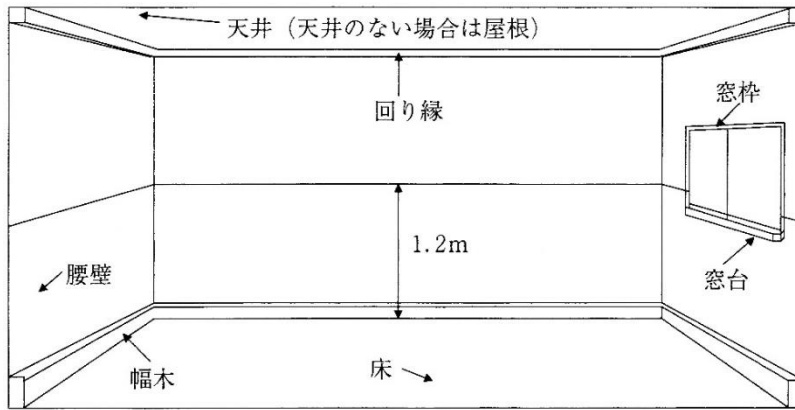 天井（天井のない場合は屋根）
回り縁
窓枠
1.2m
腰壁
窓台
幅木
床